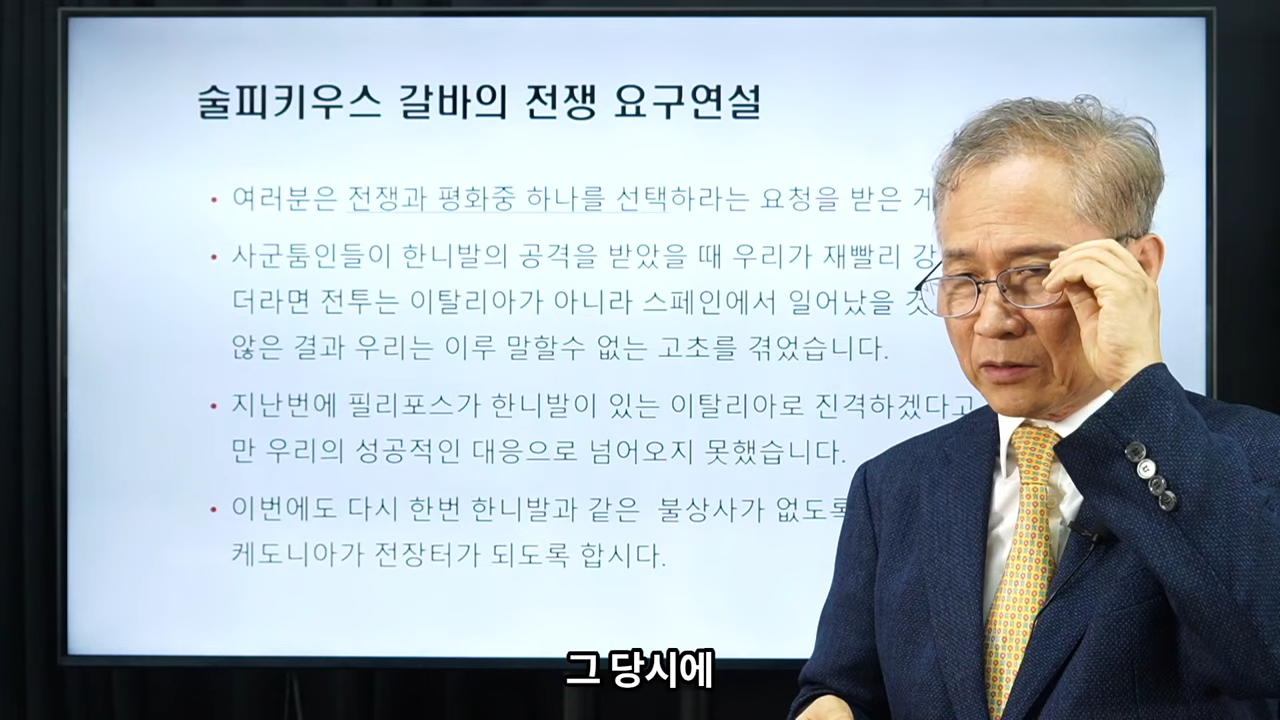 술피키우스 갈바의 전쟁 요구연설
• 여러분은 전쟁과 평화중 하나를 선택하라는 요청을 받은 게
• 사군툼인들이 한니발의 공격을 받았을 때 우리가 재빨리 강
더라면 전투는 이탈리아가 아니라 스페인에서 일어났을
않은 결과 우리는 이루 말할수 없는 고초를 겪었습니다.
• 지난번에 필리포스가 한니발이 있는 이탈리아로 진격하겠다고
만 우리의 성공적인 대응으로 넘어오지 못했습니다.
• 이번에도 다시 한번 한니발과 같은 불상사가 없도록
케도니아가 전장터가 되도록 합시다.
그 당시에